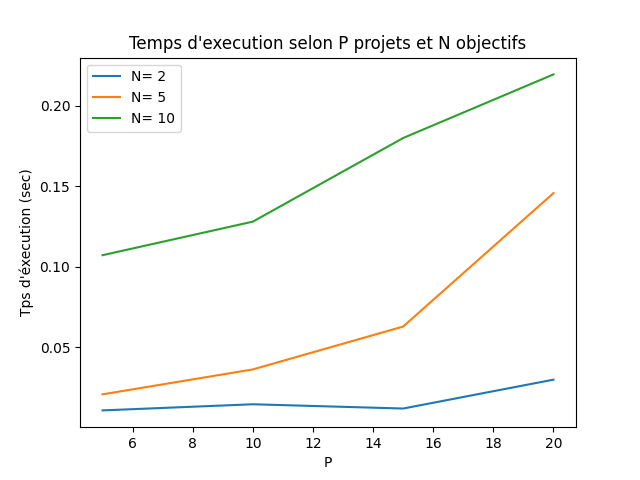 Temps d'execution selon P projets et N objectifs
N= 2
N= 5
N= 10
0.20
0.15
0.10
0.05
Tps d'éxecution (sec)
6 8 10 12 14 16 18 20
P